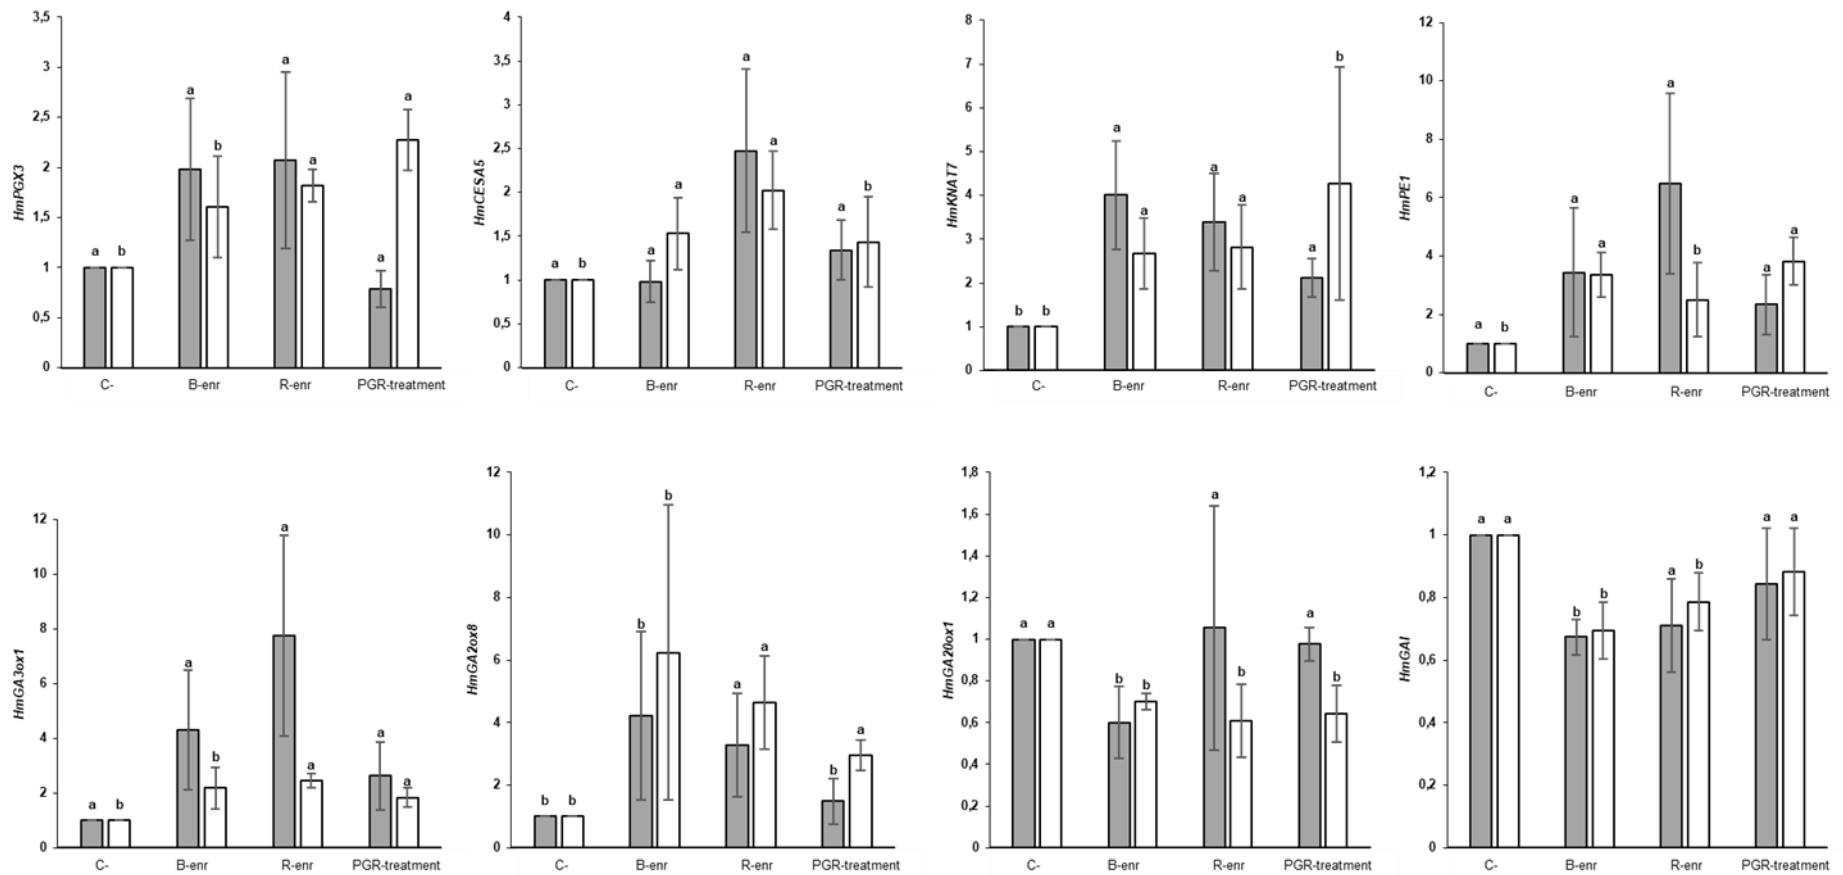 HmPGX3
3,5
3
2,5
2
1,5
1
0,5
0
a b
a b
a a
a a
C- B-enr R-enr PGR-treatment
HmCESA5
4
3,5
3
2,5
2
1,5
1
0,5
0
a b
a a
a a
a b
C- B-enr R-enr PGR-treatment
HmKNAT7
8
7
6
5
4
3
2
1
0
b b
a a
a a
a b
C- B-enr R-enr PGR-treatment
HmPE1
12
10
8
6
4
2
0
a b
a a
a b
a a
C- B-enr R-enr PGR-treatment
HmGA3ox1
12
10
8
6
4
2
0
a b
a b
a a
a a
C- B-enr R-enr PGR-treatment
HmGA2ox8
12
10
8
6
4
2
0
b b
b b
a a
b a
C- B-enr R-enr PGR-treatment
HmGA20ox1
1,8
1,6
1,4
1,2
1
0,8
0,6
0,4
0,2
0
a a
b b
a b
a b
C- B-enr R-enr PGR-treatment
HmGAI
1,2
1
0,8
0,6
0,4
0,2
0
a a
b b
a b
a a
C- B-enr R-enr PGR-treatment